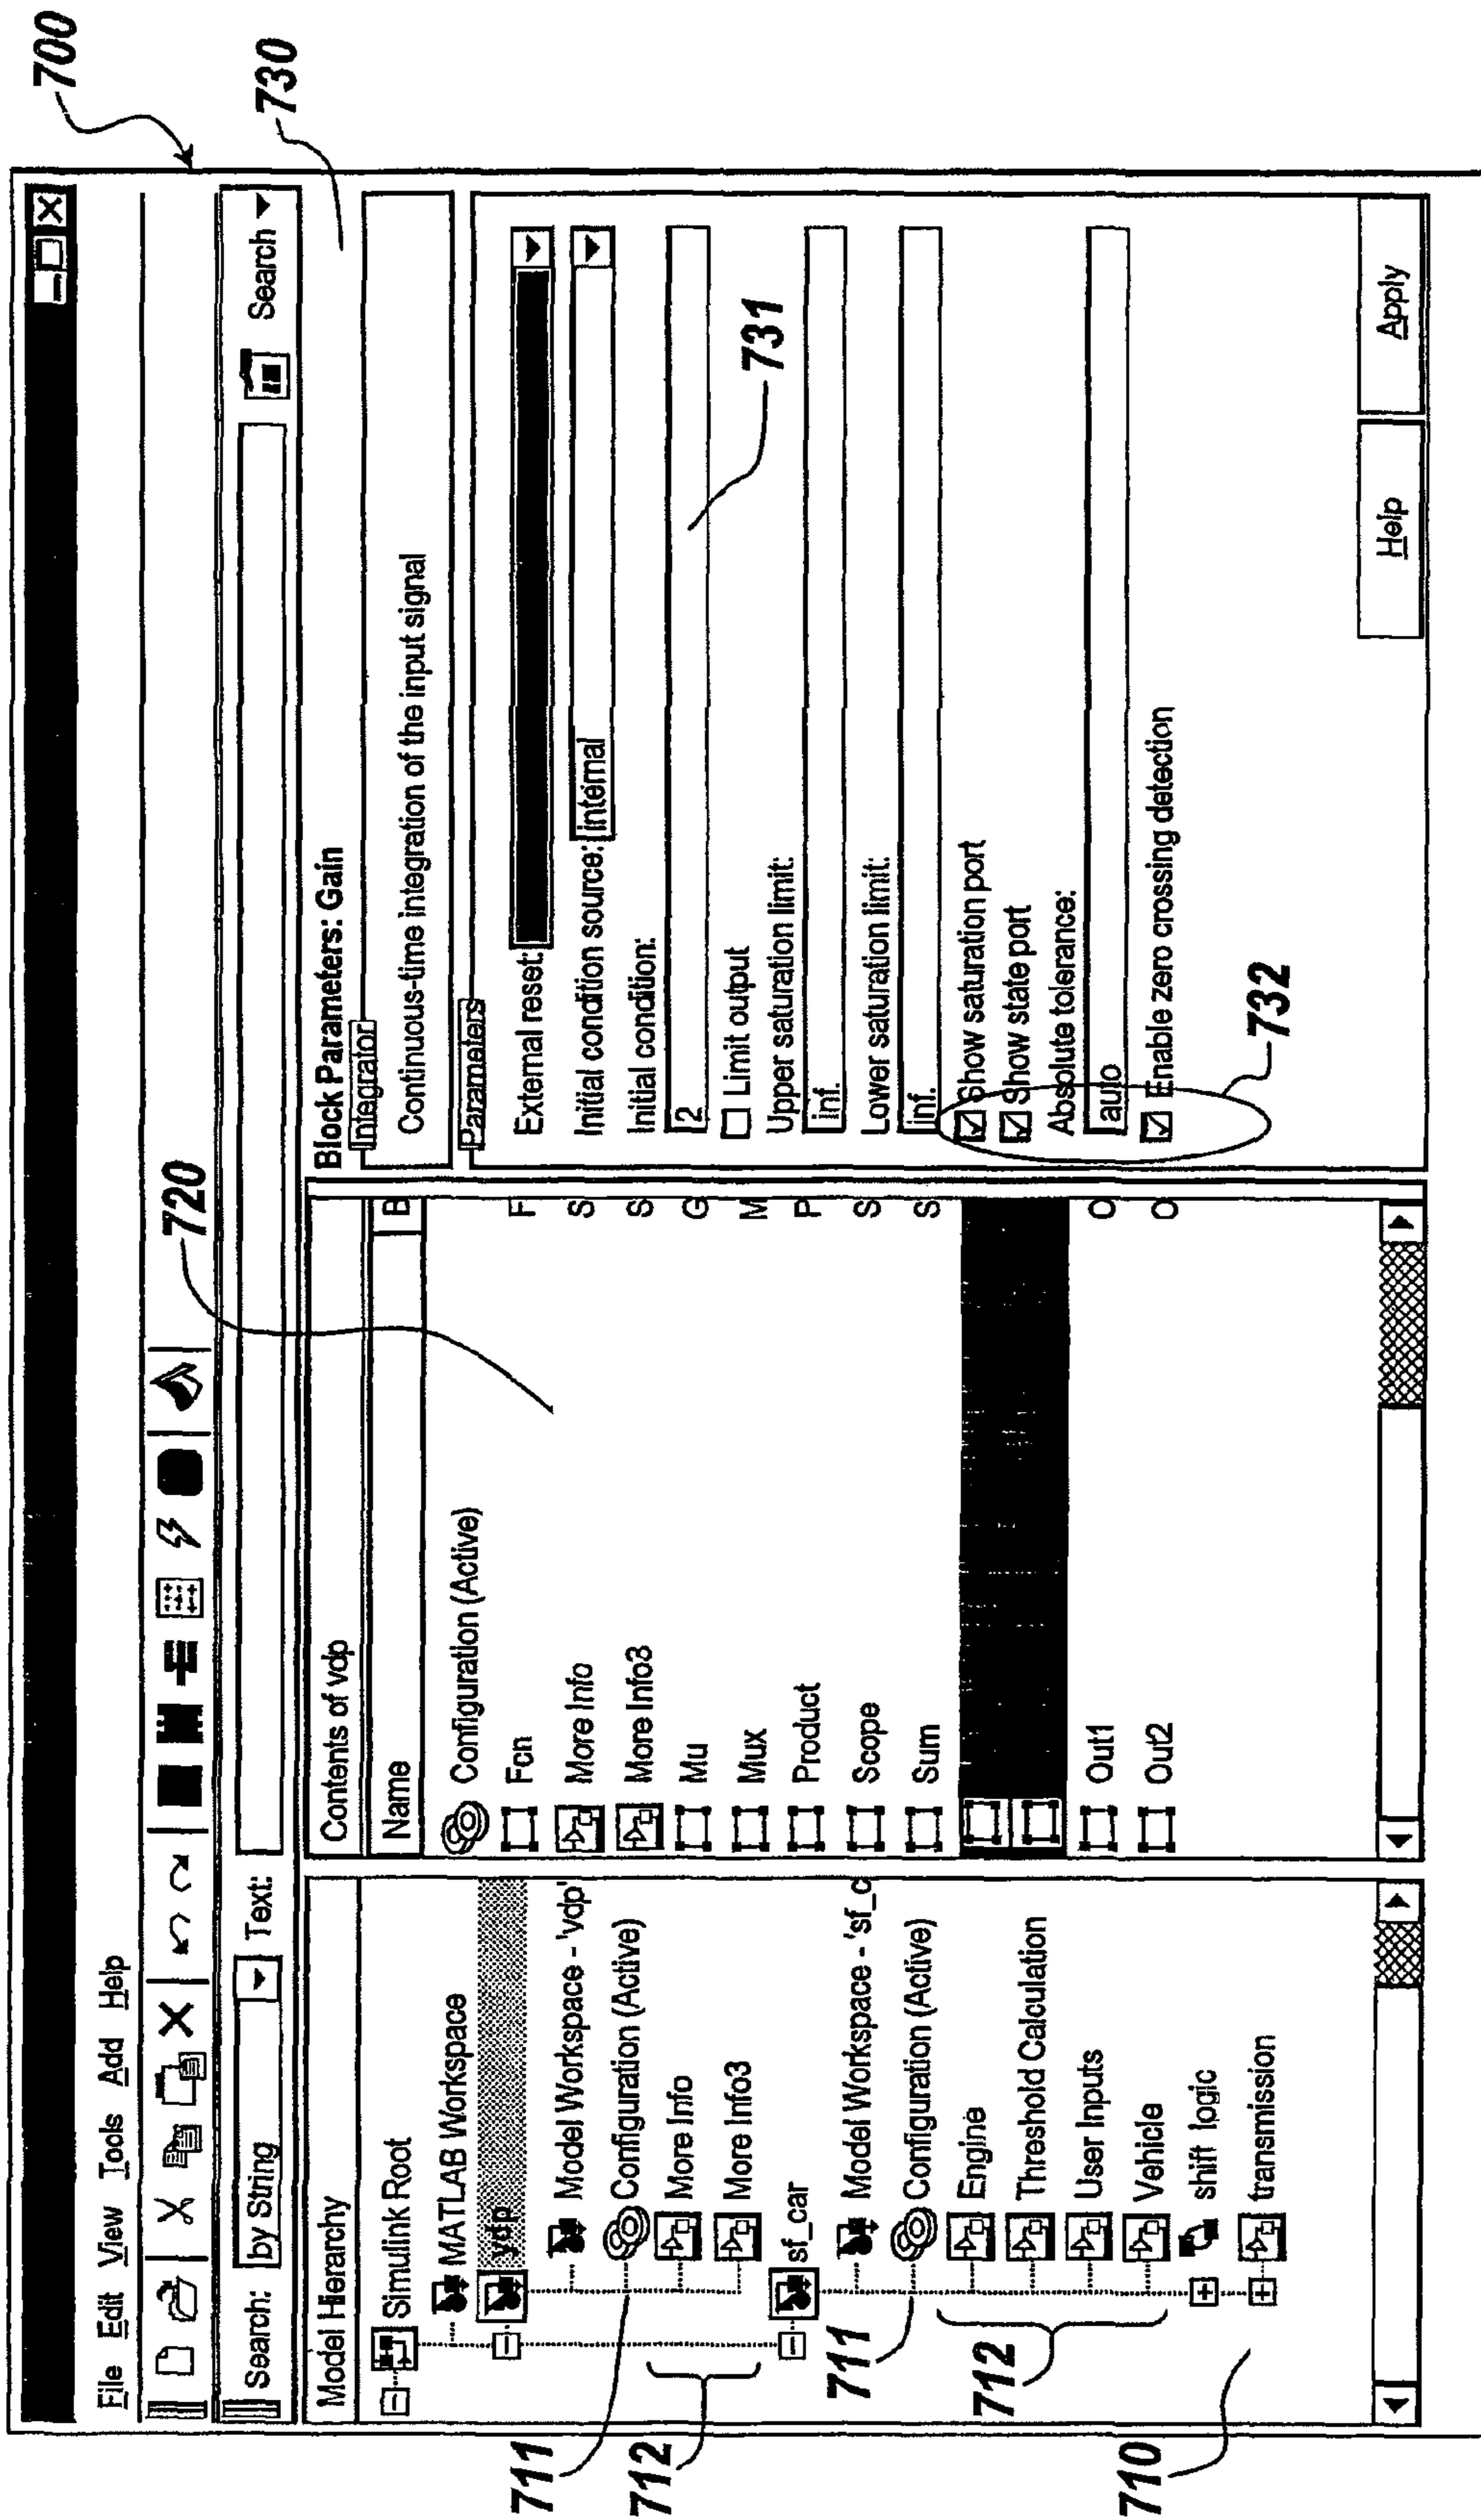 700
File Edit View Tools Add Help
Search: by String Text: Search
Model Hierarchy
Simulink Root
MATLAB Workspace
vdp
Model Workspace - 'vdp'
Configuration (Active)
More Info
More Info3
sf_car
Model Workspace - 'sf_c
Configuration (Active)
Engine
Threshold Calculation
User Inputs
Vehicle
shift logic
transmission
711
712
711
712
710
720
Contents of vdp
Name B
Configuration (Active)
Fcn F
More Info S
More Info3 S
Mu G
Mux M
Product P
Scope S
Sum S
Out1 O
Out2 O
730
Block Parameters: Gain
Integrator
Continuous-time integration of the input signal
Parameters
External reset:
Initial condition source: internal
Initial condition:
2
731
Limit output
Upper saturation limit:
inf.
Lower saturation limit:
inf.
Show saturation port
Show state port
Absolute tolerance:
auto
Enable zero crossing detection
732
Help Apply